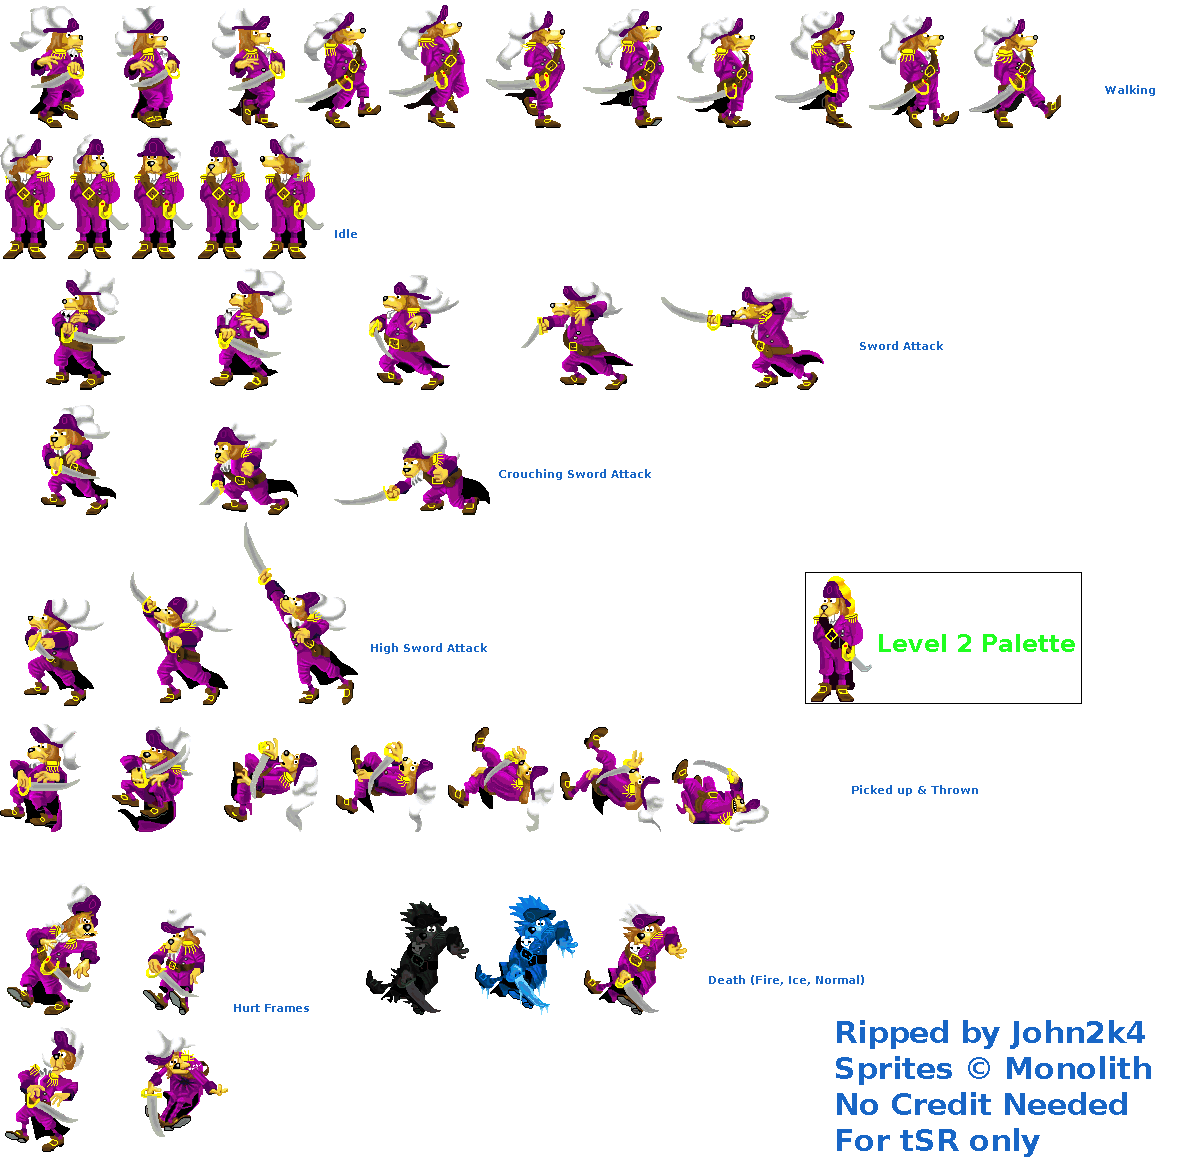 Walking
Idle
Sword Attack
Crouching Sword Attack
High Sword Attack
Level 2 Palette
Picked up & Thrown
Death (Fire, Ice, Normal)
Hurt Frames
Ripped by John2k4
Sprites © Monolith
No Credit Needed
For tSR only